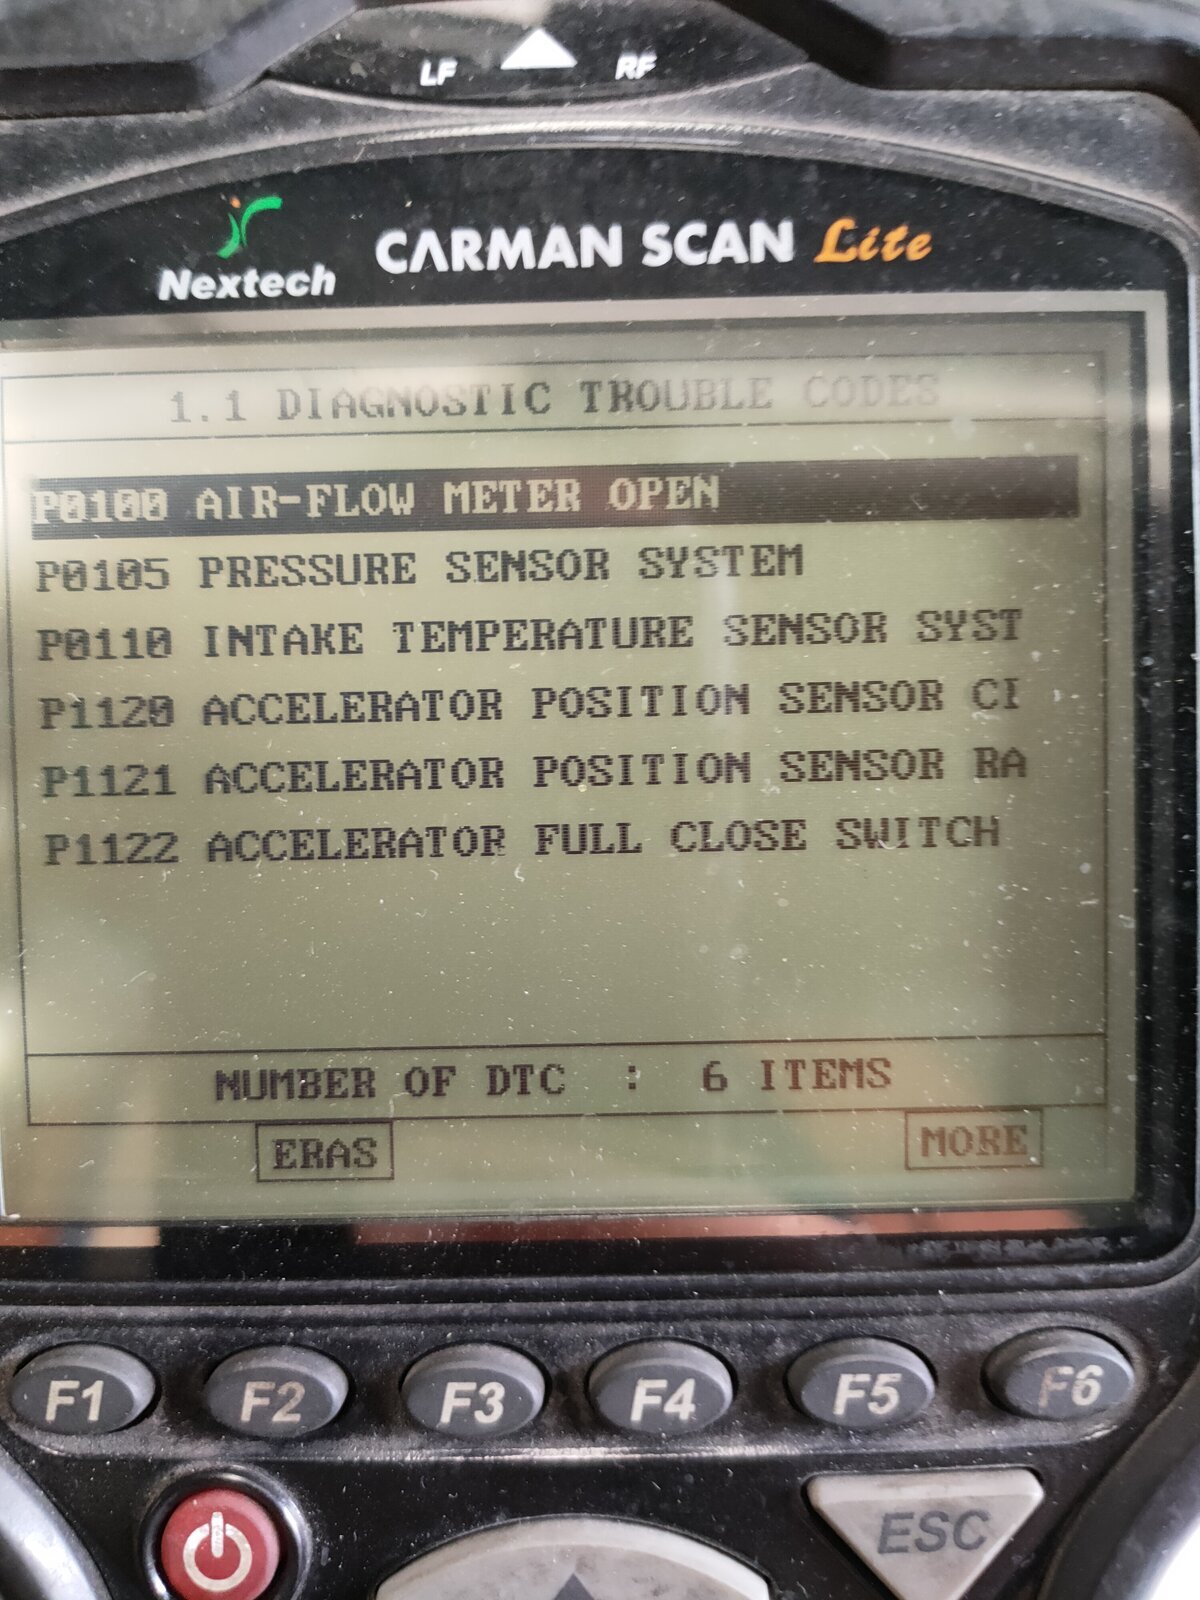 LF RF
Nextech CARMAN SCAN Lite
1.1 DIAGNOSTIC TROUBLE CODES
P0100 AIR-FLOW METER OPEN
P0105 PRESSURE SENSOR SYSTEM
P0110 INTAKE TEMPERATURE SENSOR SYST
P1120 ACCELERATOR POSITION SENSOR CI
P1121 ACCELERATOR POSITION SENSOR RA
P1122 ACCELERATOR FULL CLOSE SWITCH
NUMBER OF DTC : 6 ITEMS
ERAS MORE
F1 F2 F3 F4 F5 F6
ESC